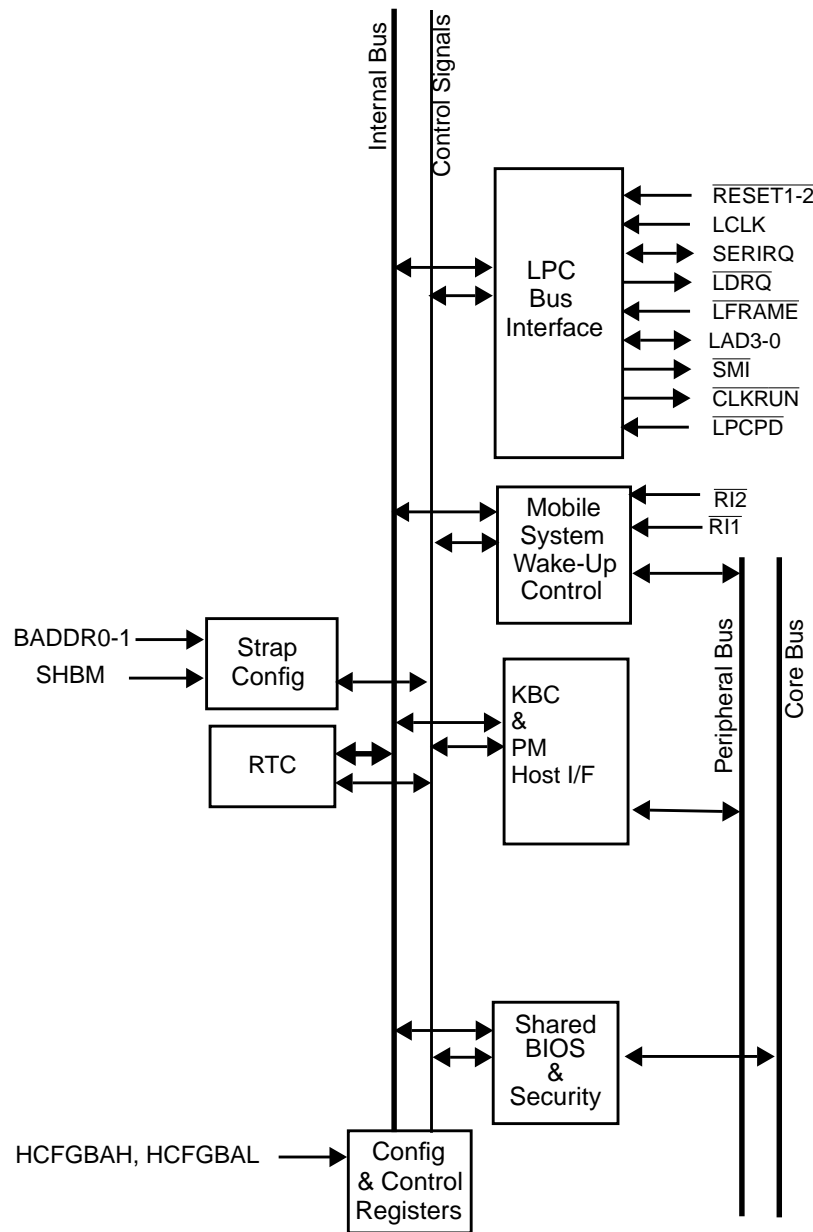 Internal Bus
Control Signals
LPC
Bus
Interface
RESET1-2
LCLK
SERIRQ
LDRQ
LFRAME
LAD3-0
SMI
CLKRUN
LPCPD
Mobile
System
Wake-Up
Control
RI2
RI1
Peripheral Bus
Core Bus
BADDR0-1
SHBM
Strap
Config
RTC
KBC
&
PM
Host I/F
Shared
BIOS
&
Security
HCFGBAH, HCFGBAL
Config
& Control
Registers